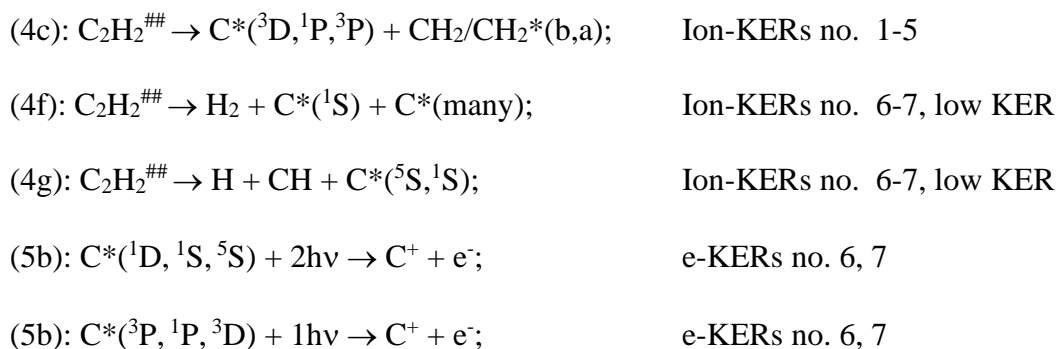 (4c): C₂H₂^## → C*(³D,¹P,³P) + CH₂/CH₂*(b,a); Ion-KERs no. 1-5
(4f): C₂H₂^## → H₂ + C*(¹S) + C*(many); Ion-KERs no. 6-7, low KER
(4g): C₂H₂^## → H + CH + C*(⁵S,¹S); Ion-KERs no. 6-7, low KER
(5b): C*(¹D, ¹S, ⁵S) + 2hν → C⁺ + e⁻; e-KERs no. 6, 7
(5b): C*(³P, ¹P, ³D) + 1hν → C⁺ + e⁻; e-KERs no. 6, 7